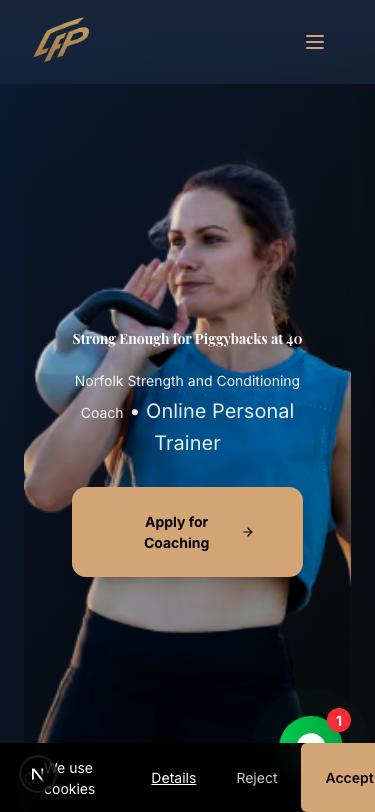 LFP
Strong Enough for Piggybacks at 40
Norfolk Strength and Conditioning
Coach • Online Personal
Trainer
Apply for
Coaching
1
We use
cookies
Details
Reject
Accept
N